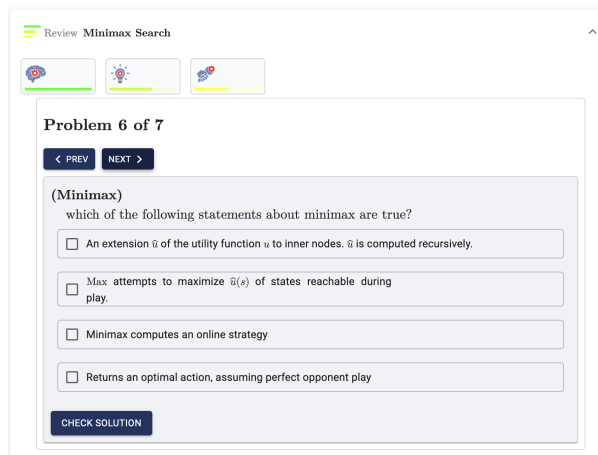 Review Minimax Search
Problem 6 of 7
< PREV NEXT >
(Minimax)
which of the following statements about minimax are true?
An extension û of the utility function u to inner nodes. û is computed recursively.
Max attempts to maximize û(s) of states reachable during
play.
Minimax computes an online strategy
Returns an optimal action, assuming perfect opponent play
CHECK SOLUTION